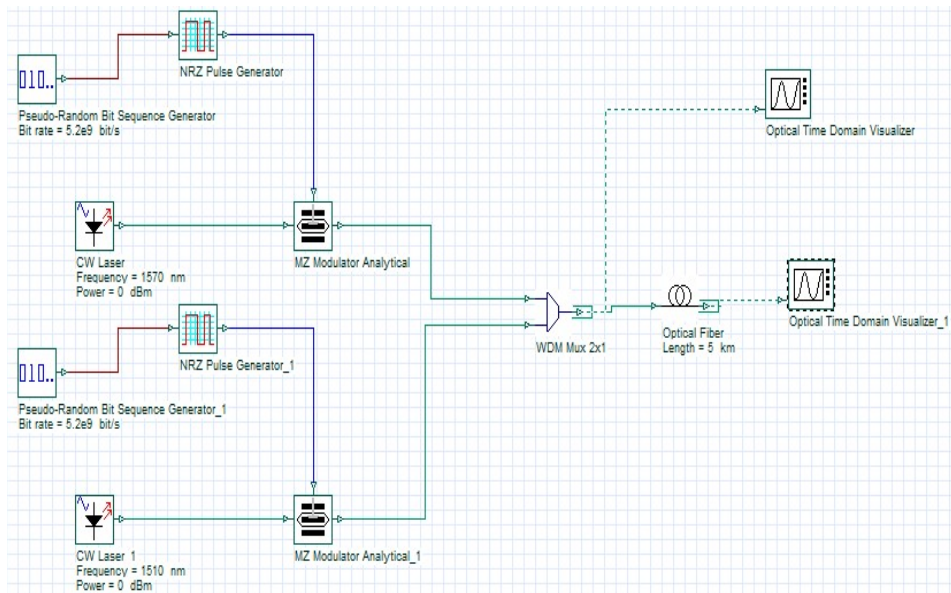 NRZ Pulse Generator
010..
Pseudo-Random Bit Sequence Generator
Bit rate = 5.2e9 bit/s
Optical Time Domain Visualizer
CW Laser
Frequency = 1570 nm
Power = 0 dBm
MZ Modulator Analytical
NRZ Pulse Generator_1
010..
Pseudo-Random Bit Sequence Generator_1
Bit rate = 5.2e9 bit/s
WDM Mux 2x1
Optical Fiber
Length = 5 km
Optical Time Domain Visualizer_1
CW Laser 1
Frequency = 1510 nm
Power = 0 dBm
MZ Modulator Analytical_1